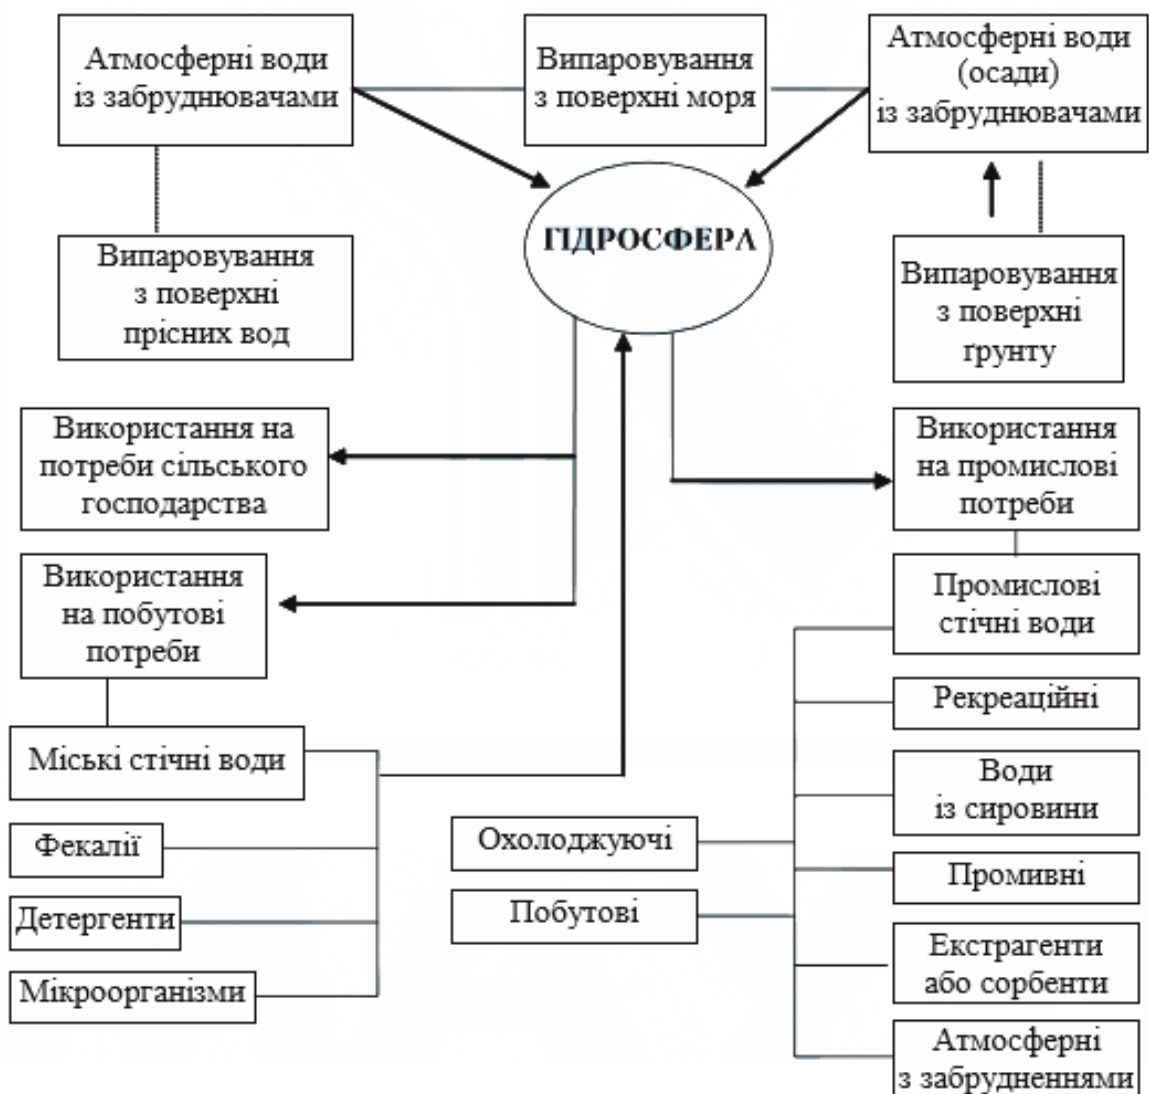 Атмосферні води
із забруднювачами
Випаровування
з поверхні моря
Атмосферні води
(осади)
із забруднювачами
ГІДРОСФЕРА
Випаровування
з поверхні
прісних вод
Випаровування
з поверхні
ґрунту
Використання на
потреби сільського
господарства
Використання
на промислові
потреби
Використання
на побутові
потреби
Промислові
стічні води
Рекреаційні
Міські стічні води
Води
із сировини
Охолоджуючі
Фекалії
Промивні
Детергенти
Побутові
Екстрагенти
або сорбенти
Мікроорганізми
Атмосферні
з забрудненнями